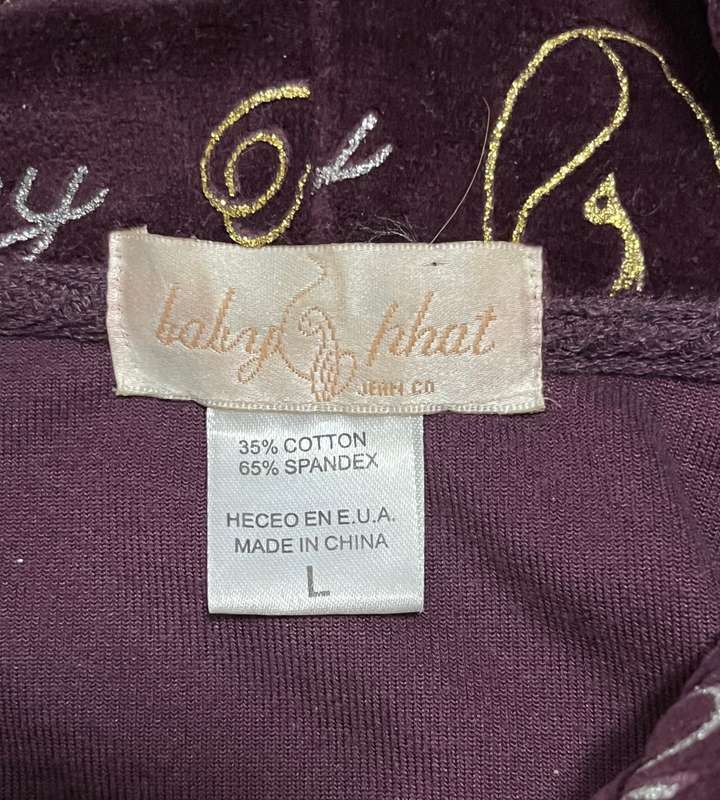 baby phat
JEAN CO
35% COTTON
65% SPANDEX
HECEO EN E.U.A.
MADE IN CHINA
L